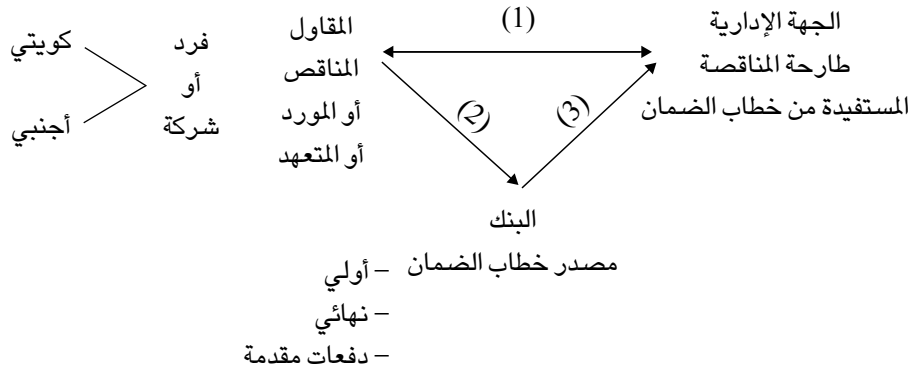 الجهة الإدارية
طارحة المناقصة
المستفيدة من خطاب الضمان
(1)
المقاول
المناقص
أو المورد
أو المتعهد
فرد
أو
شركة
كويتي
أجنبي
(2)
(3)
البنك
مصدر خطاب الضمان
– أولي
– نهائي
– دفعات مقدمة